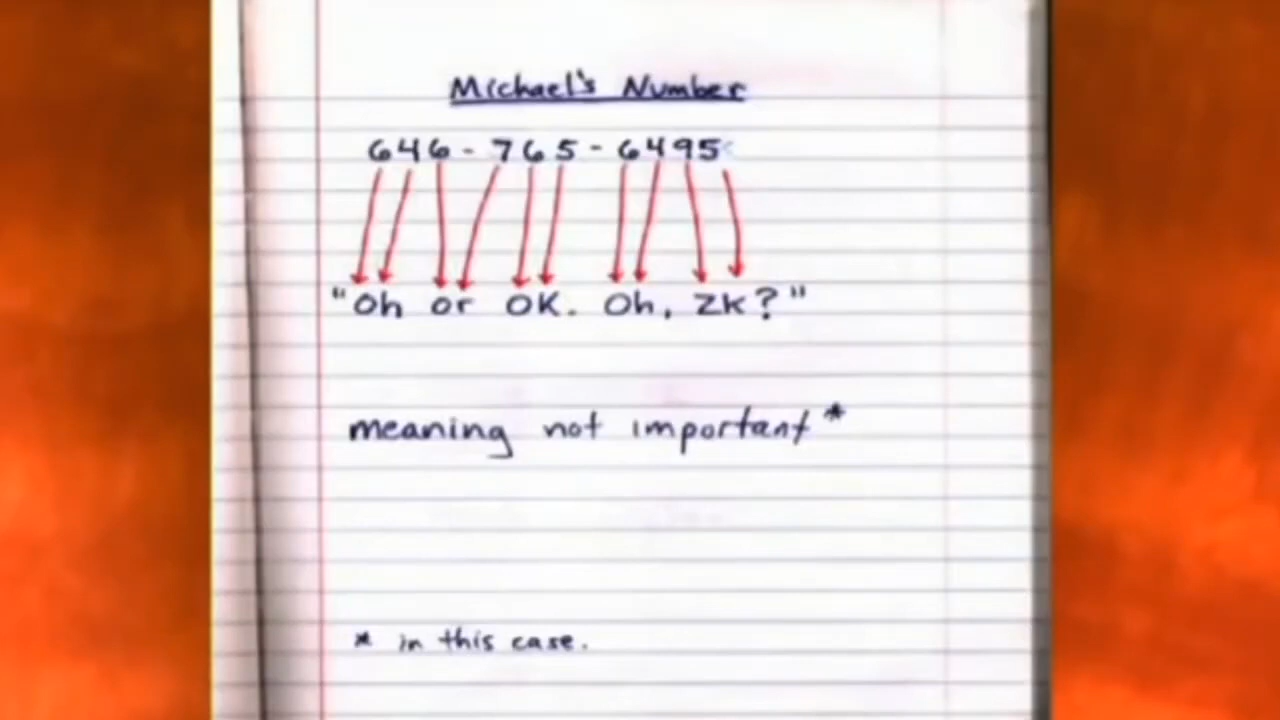 Michael's Number
646-765-6495
"Oh or OK. Oh, ZK?"
meaning not important*
* in this case.